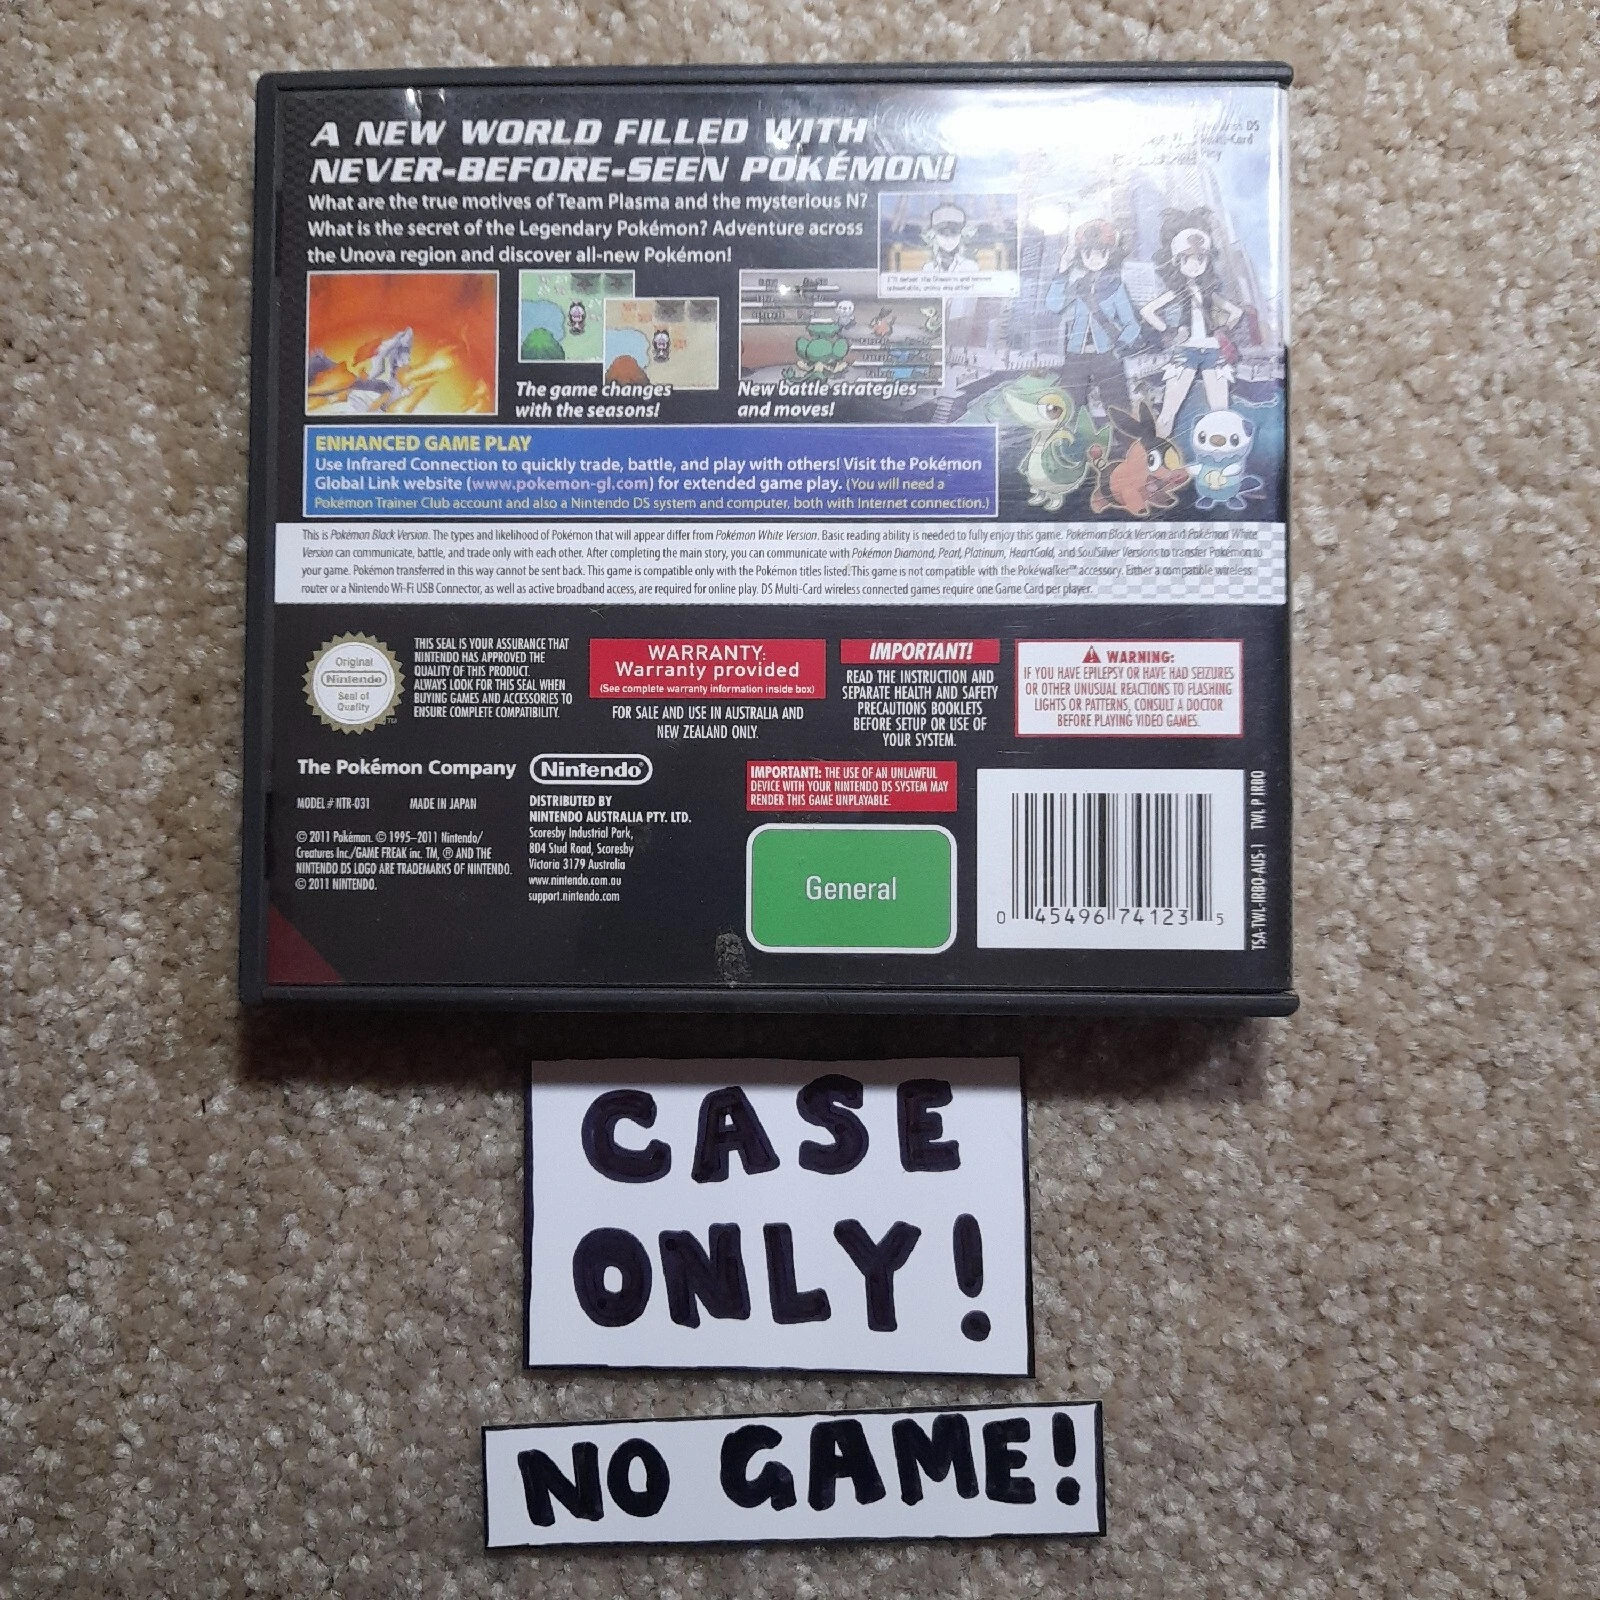 A NEW WORLD FILLED WITH
NEVER-BEFORE-SEEN POKÉMON!
What are the true motives of Team Plasma and the mysterious N?
What is the secret of the Legendary Pokémon? Adventure across
the Unova region and discover all-new Pokémon!
The game changes
with the seasons!
New battle strategies
and moves!
ENHANCED GAME PLAY
Use Infrared Connection to quickly trade, battle, and play with others! Visit the Pokémon
Global Link website (www.pokemon-gl.com) for extended game play. (You will need a
Pokémon Trainer Club account and also a Nintendo DS system and computer, both with Internet connection.)
This is Pokémon Black Version. The types and likelihood of Pokémon that will appear differ from Pokémon White Version. Basic reading ability is needed to fully enjoy this game. Pokémon Black Version and Pokémon White
Version can communicate, battle, and trade only with each other. After completing the main story, you can communicate with Pokémon Diamond, Pearl, Platinum, HeartGold, and SoulSilver Versions to transfer Pokémon to
your game. Pokémon transferred in this way cannot be sent back. This game is compatible only with the Pokémon titles listed. This game is not compatible with the Pokéwalker™ accessory. Either a compatible wireless
router or a Nintendo Wi-Fi USB Connector, as well as active broadband access, are required for online play. DS Multi-Card wireless connected games require one Game Card per player.
Original
Nintendo
Seal of
Quality
TM
THIS SEAL IS YOUR ASSURANCE THAT
NINTENDO HAS APPROVED THE
QUALITY OF THIS PRODUCT.
ALWAYS LOOK FOR THIS SEAL WHEN
BUYING GAMES AND ACCESSORIES TO
ENSURE COMPLETE COMPATIBILITY.
WARRANTY:
Warranty provided
(See complete warranty information inside box)
FOR SALE AND USE IN AUSTRALIA AND
NEW ZEALAND ONLY.
IMPORTANT!
READ THE INSTRUCTION AND
SEPARATE HEALTH AND SAFETY
PRECAUTIONS BOOKLETS
BEFORE SETUP OR USE OF
YOUR SYSTEM.
WARNING:
IF YOU HAVE EPILEPSY OR HAVE HAD SEIZURES
OR OTHER UNUSUAL REACTIONS TO FLASHING
LIGHTS OR PATTERNS, CONSULT A DOCTOR
BEFORE PLAYING VIDEO GAMES.
The Pokémon Company
Nintendo®
MODEL # NTR-031 MADE IN JAPAN
© 2011 Pokémon. © 1995–2011 Nintendo/
Creatures Inc./GAME FREAK inc. TM, ® AND THE
NINTENDO DS LOGO ARE TRADEMARKS OF NINTENDO.
© 2011 NINTENDO.
DISTRIBUTED BY
NINTENDO AUSTRALIA PTY. LTD.
Scoresby Industrial Park,
804 Stud Road, Scoresby
Victoria 3179 Australia
www.nintendo.com.au
support.nintendo.com
IMPORTANT: THE USE OF AN UNLAWFUL
DEVICE WITH YOUR NINTENDO DS SYSTEM MAY
RENDER THIS GAME UNPLAYABLE.
General
0 45496 74123 5
TSA-TWL-IRBO-AUS-1 TWL P IRBO
CASE
ONLY!
NO GAME!